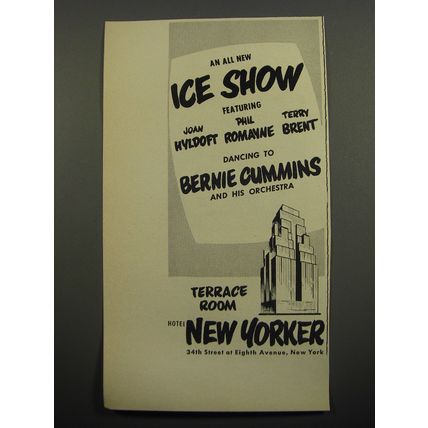 AN ALL NEW
ICE SHOW
FEATURING
JOAN HYLDOFT
PHIL ROMAYNE
TERRY BRENT
DANCING TO
BERNIE CUMMINS
AND HIS ORCHESTRA
TERRACE
ROOM
HOTEL NEW YORKER
34th Street at Eighth Avenue, New York